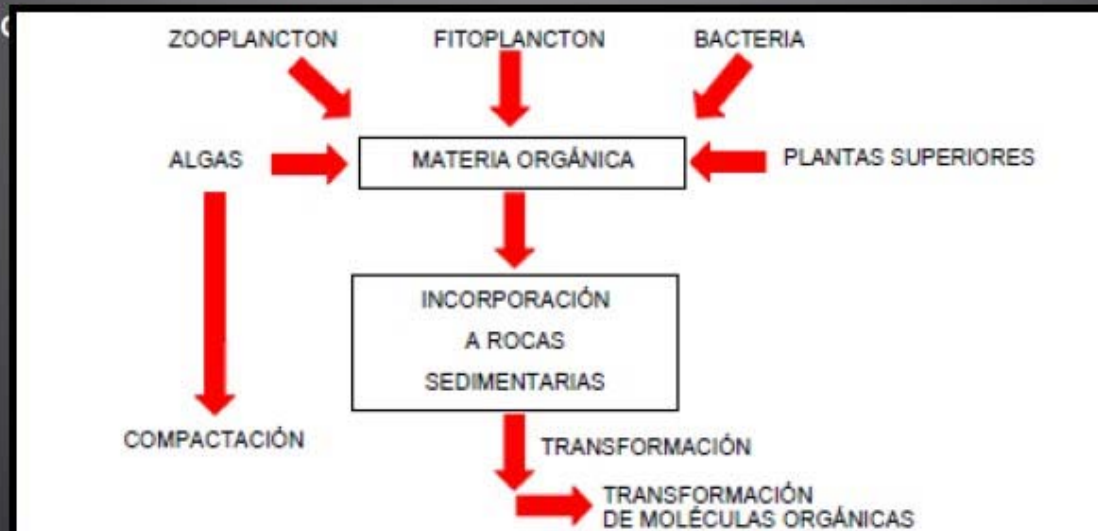 ZOOPLANCTON FITOPLANCTON BACTERIA
ALGAS MATERIA ORGÁNICA PLANTAS SUPERIORES
INCORPORACIÓN
A ROCAS
SEDIMENTARIAS
COMPACTACIÓN
TRANSFORMACIÓN
TRANSFORMACIÓN
DE MOLÉCULAS ORGÁNICAS